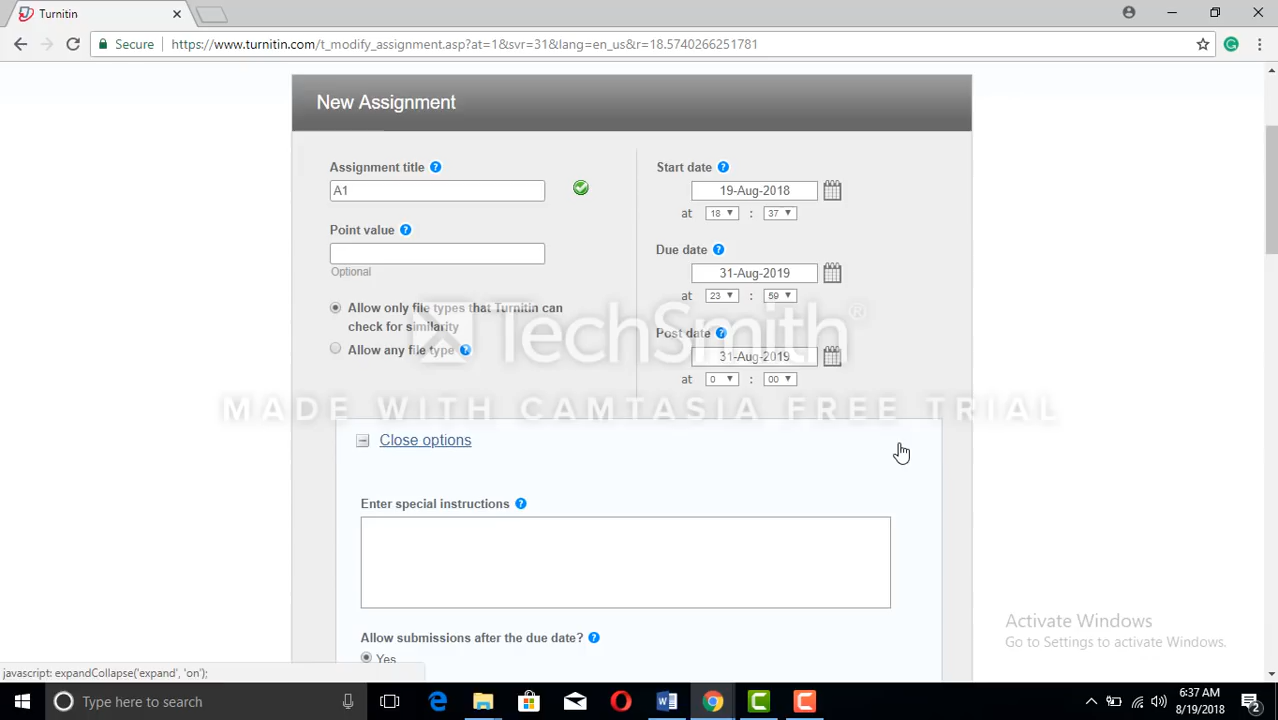 Turnitin
Secure
https://www.turnitin.com/t_modify_assignment.asp?at=1&svr=31&lang=en_us&r=18.5740266251781
New Assignment
Assignment title
A1
Point value
Optional
Allow only file types that Turnitin can
check for similarity
Allow any file type
Start date
19-Aug-2018
at 18 : 37
Due date
31-Aug-2019
at 23 : 59
Post date
31-Aug-2019
at 0 : 00
TechSmith®
MADE WITH CAMTASIA FREE TRIAL
Close options
Enter special instructions
Allow submissions after the due date?
Yes
Activate Windows
Go to Settings to activate Windows.
javascript: expandCollapse('expand', 'on');
Type here to search
6:37 AM
8/19/2018
2